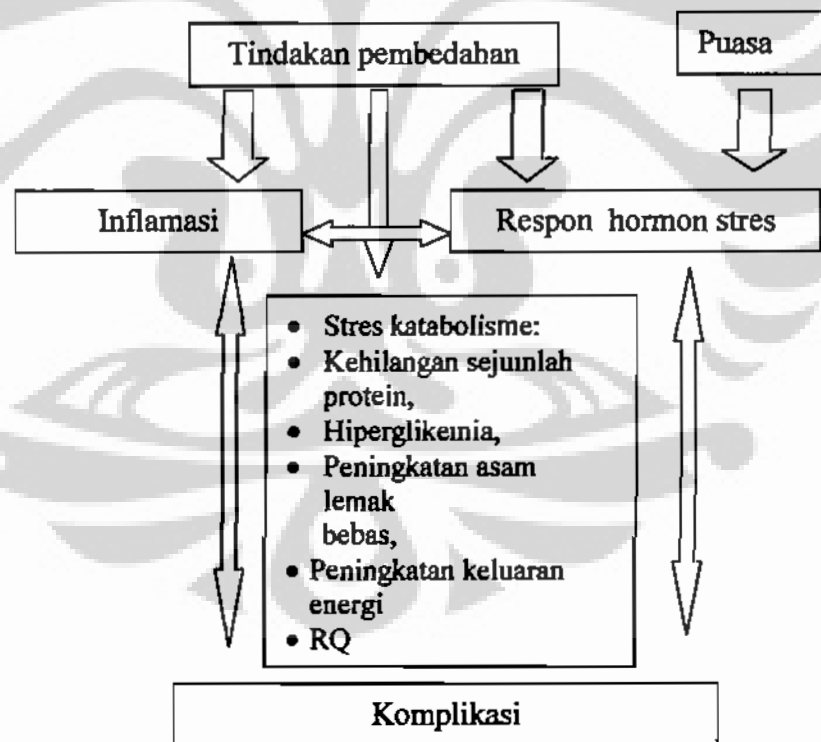 Tindakan pembedahan
Puasa
Inflamasi
Respon hormon stres
• Stres katabolisme:
• Kehilangan sejumlah
protein,
• Hiperglikemia,
• Peningkatan asam
lemak
bebas,
• Peningkatan keluaran
energi
• RQ
Komplikasi